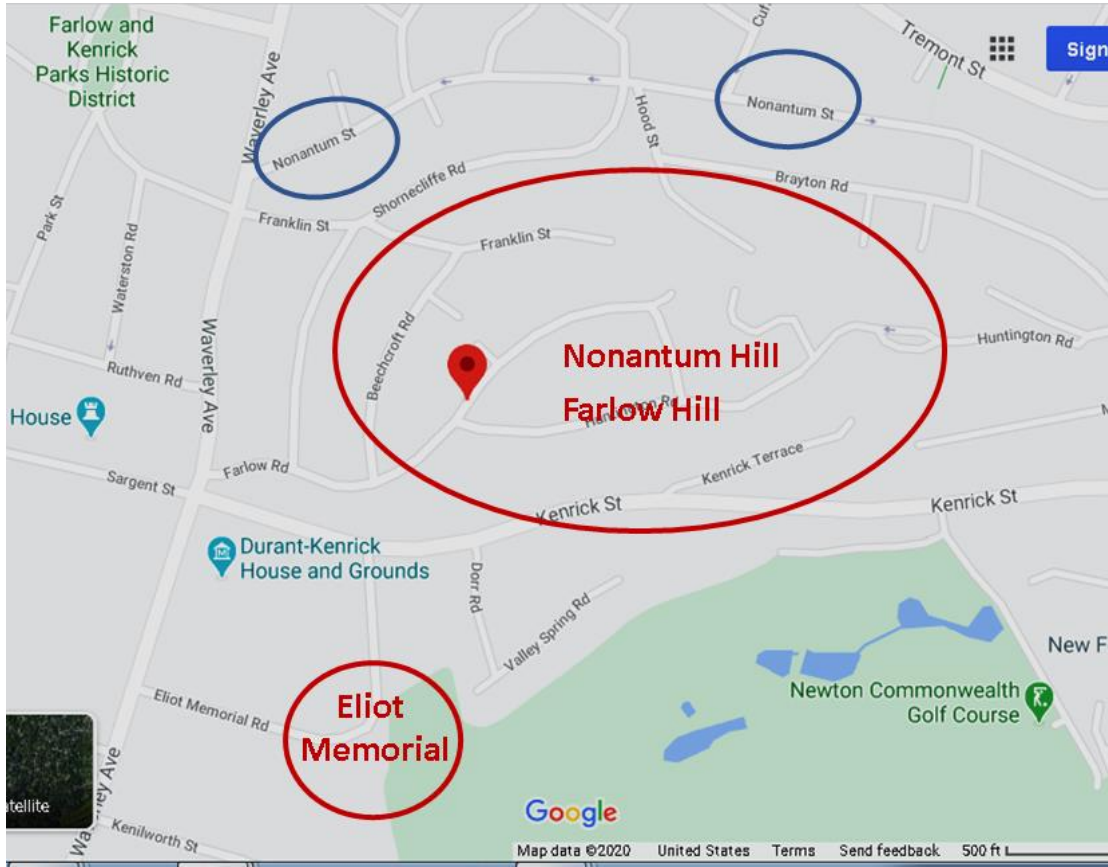 Farlow and
Kenrick
Parks Historic
District
Waverley Ave
Nonantum St
Tremont St
Sign
Nonantum St
Hood St
Brayton Rd
Shornecliffe Rd
Park St
Waterston Rd
Franklin St
Franklin St
Beechcroft Rd
Waverley Ave
Ruthven Rd
House
Nonantum Hill
Farlow Hill
Huntington Rd
Huntington Rd
Farlow Rd
Sargent St
Kenrick Terrace
Kenrick St
Kenrick St
Durant-Kenrick
House and Grounds
Dorr Rd
Valley Spring Rd
New F
Eliot Memorial Rd
Eliot
Memorial
Newton Commonwealth
Golf Course
atellite
Kenilworth St
Google
Map data ©2020 United States Terms Send feedback 500 ft